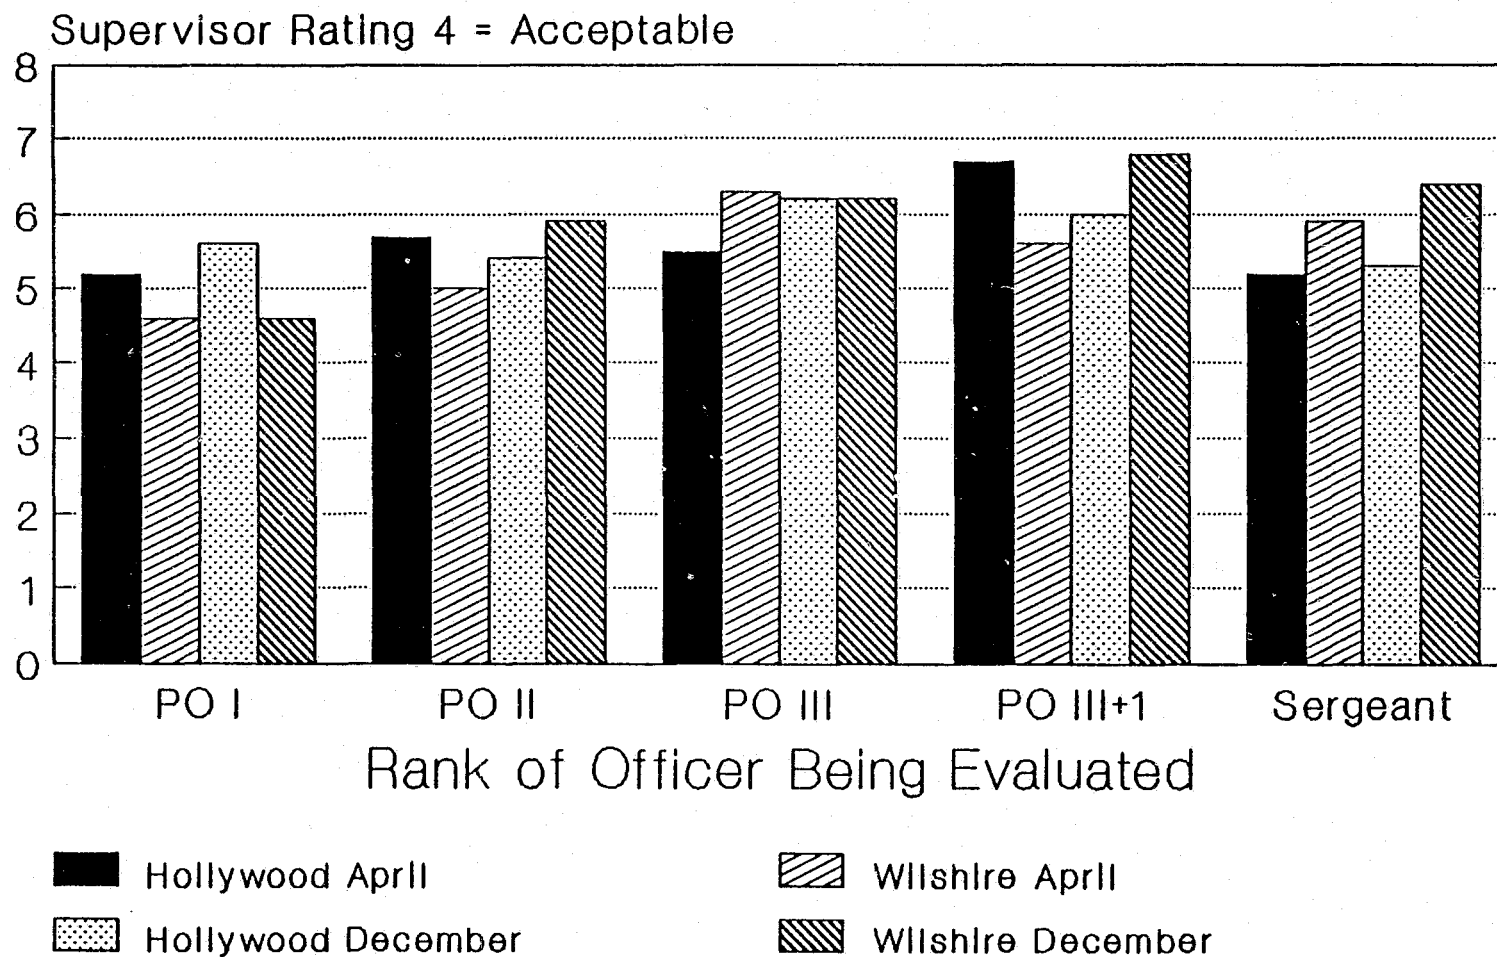 Supervisor Rating 4 = Acceptable
8
7
6
5
4
3
2
1
0
PO I PO II PO III PO III+1 Sergeant
Rank of Officer Being Evaluated
Hollywood April Wilshire April
Hollywood December Wilshire December